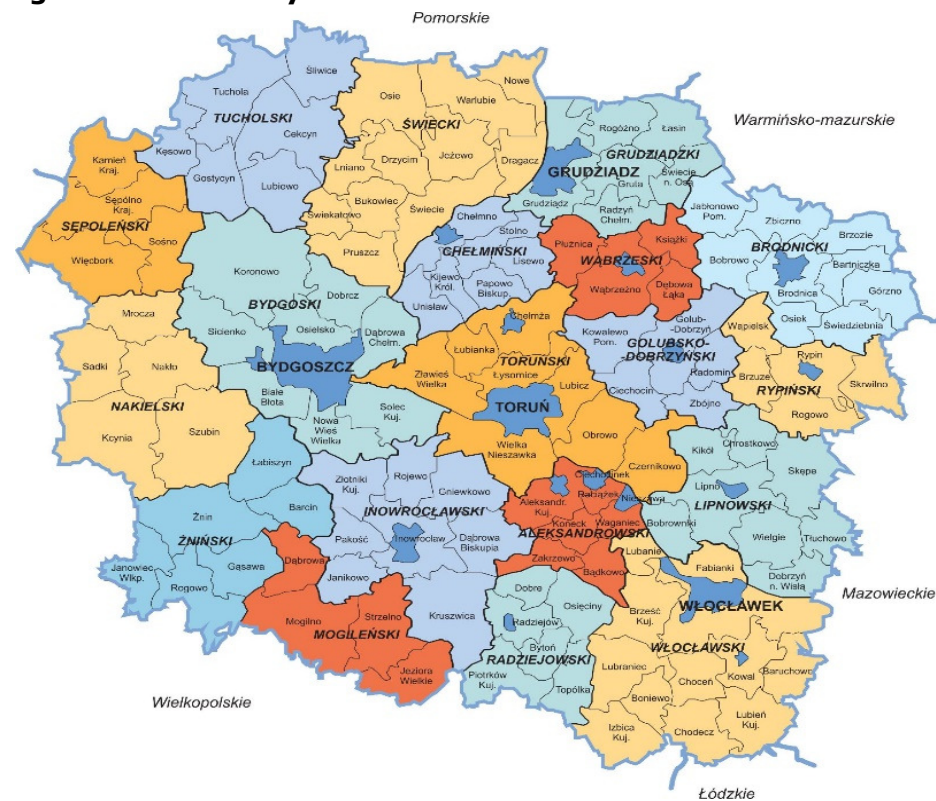 Pomorskie
Warmińsko-mazurskie
Mazowieckie
Łódzkie
Wielkopolskie
TUCHOLSKI
Śliwice
Tuchola
Cekcyn
Kęsowo
Gostycyn
Lubiewo
ŚWIECKI
Nowe
Osie
Warlubie
Jeżewo
Dragacz
Drzycim
Lniano
Bukowiec
Świecie
Świekatowo
Pruszcz
GRUDZIĄDZKI
GRUDZIĄDZ
Rogóźno
Łasin
Świecie
n. Osą
Gruta
Grudziądz
Radzyń
Chełm.
SĘPOLEŃSKI
Kamień
Kraj.
Sępólno
Kraj.
Sośno
Więcbork
BYDGOSKI
Koronowo
Dobrcz
Sicienko
Osielsko
Dąbrowa
Chełm.
BYDGOSZCZ
Białe
Błota
Nowa
Wieś
Wielka
Solec
Kuj.
CHEŁMIŃSKI
Chełmno
Stolno
Lisewo
Kijewo
Król.
Papowo
Biskup.
Unisław
WĄBRZESKI
Płużnica
Książki
Wąbrzeźno
Dębowa
Łąka
BRODNICKI
Jabłonowo
Pom.
Zbiczno
Brzezie
Bobrowo
Bartniczka
Brodnica
Górzno
Osiek
Świedziebnia
NAKIELSKI
Mrocza
Sadki
Nakło
Kcynia
Szubin
TORUŃSKI
Chełmża
Łubianka
Zławieś
Wielka
Łysomice
Lubicz
TORUŃ
Wielka
Nieszawka
Obrowo
Czernikowo
GOLUBSKO-
-DOBRZYŃSKI
Kowalewo
Pom.
Golub-
-Dobrzyń
Radomin
Ciechocin
Zbójno
RYPIŃSKI
Wąpielsk
Rypin
Brzuze
Skrwilno
Rogowo
ŻNIŃSKI
Łabiszyn
Żnin
Barcin
Janowiec
Wlkp.
Gąsawa
Rogowo
INOWROCŁAWSKI
Złotniki
Kuj.
Rojewo
Gniewkowo
Pakość
Inowrocław
Dąbrowa
Biskupia
Janikowo
Kruszwica
ALEKSANDROWSKI
Ciechocinek
Aleksandr.
Kuj.
Raciążek
Nieszawa
Koneck
Waganiec
Zakrzewo
Bądkowo
LIPNOWSKI
Kikół
Chrostkowo
Skępe
Lipno
Bobrowniki
Wielgie
Tłuchowo
Dobrzyń
n. Wisłą
MOGILEŃSKI
Dąbrowa
Mogilno
Strzelno
Jeziora
Wielkie
RADZIEJOWSKI
Dobre
Osięciny
Radziejów
Bytoń
Piotrków
Kuj.
Topólka
WŁOCŁAWSKI
WŁOCŁAWEK
Lubanie
Fabianki
Brześć
Kuj.
Lubraniec
Choceń
Kowal
Baruchowo
Boniewo
Izbica
Kuj.
Chodecz
Lubień
Kuj.